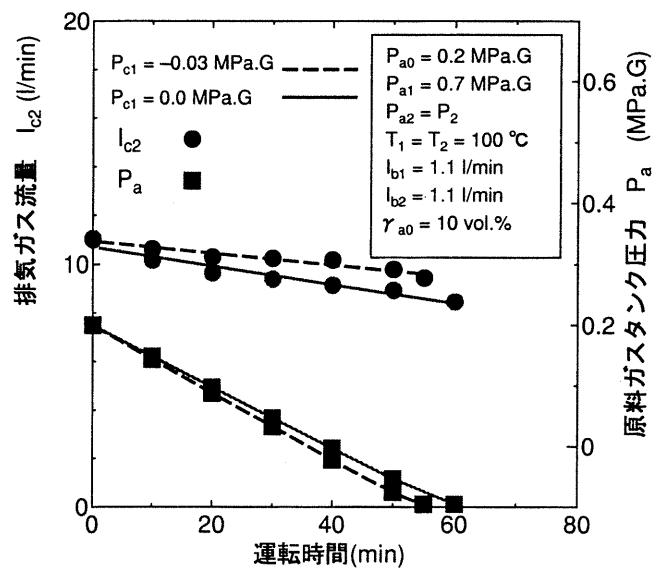 20
10
0
排気ガス流量 I_c2 (l/min)
P_c1 = –0.03 MPa.G
P_c1 = 0.0 MPa.G
I_c2
P_a
P_a0 = 0.2 MPa.G
P_a1 = 0.7 MPa.G
P_a2 = P_2
T_1 = T_2 = 100 ℃
I_b1 = 1.1 l/min
I_b2 = 1.1 l/min
γ_a0 = 10 vol.%
0.6
0.4
0.2
0
原料ガスタンク圧力 P_a (MPa.G)
0 20 40 60 80
運転時間(min)